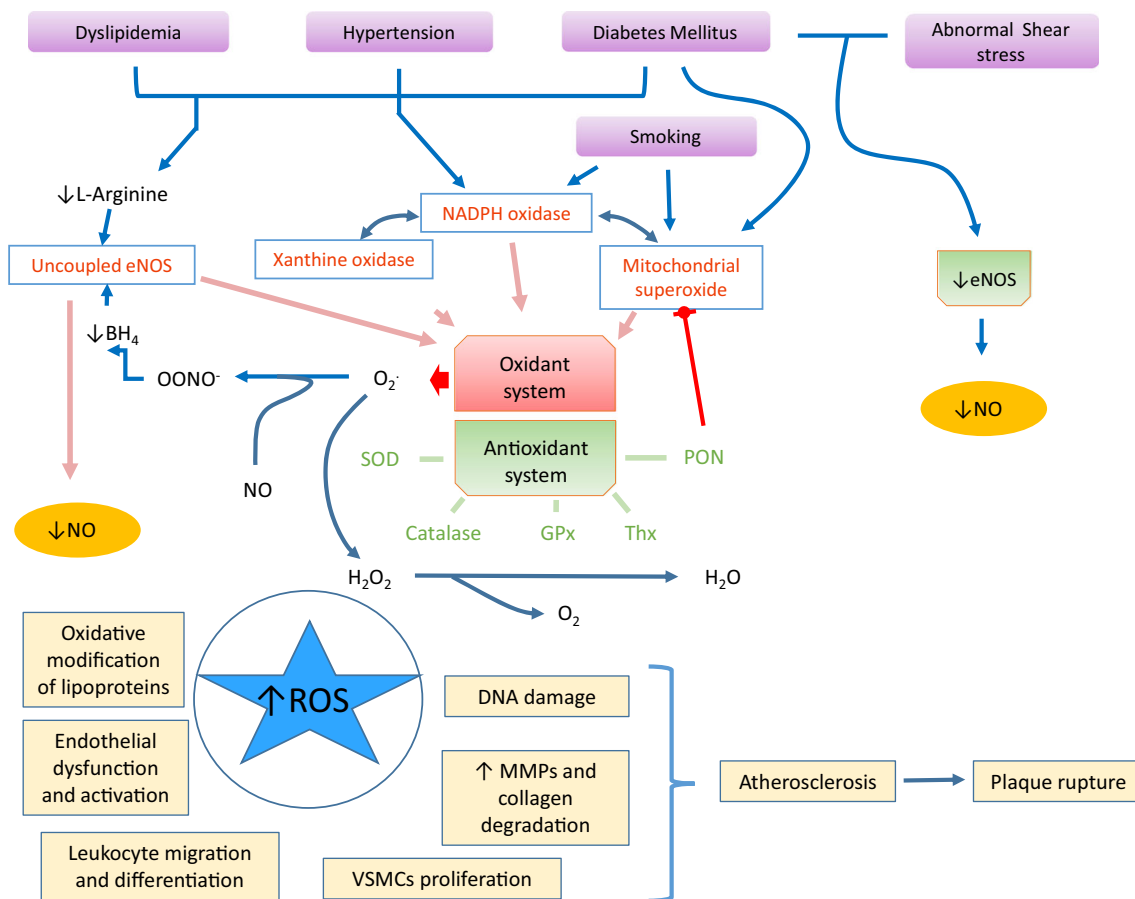 Dyslipidemia
Hypertension
Diabetes Mellitus
Abnormal Shear
stress
Smoking
↓L-Arginine
NADPH oxidase
Xanthine oxidase
Uncoupled eNOS
Mitochondrial
superoxide
↓eNOS
↓BH₄
OONO⁻
O₂·
Oxidant
system
↓NO
Antioxidant
system
SOD
PON
NO
↓NO
Catalase
GPx
Thx
H₂O₂
H₂O
O₂
Oxidative
modification
of lipoproteins
↑ROS
DNA damage
Endothelial
dysfunction
and activation
↑ MMPs and
collagen
degradation
Atherosclerosis
Plaque rupture
Leukocyte migration
and differentiation
VSMCs proliferation